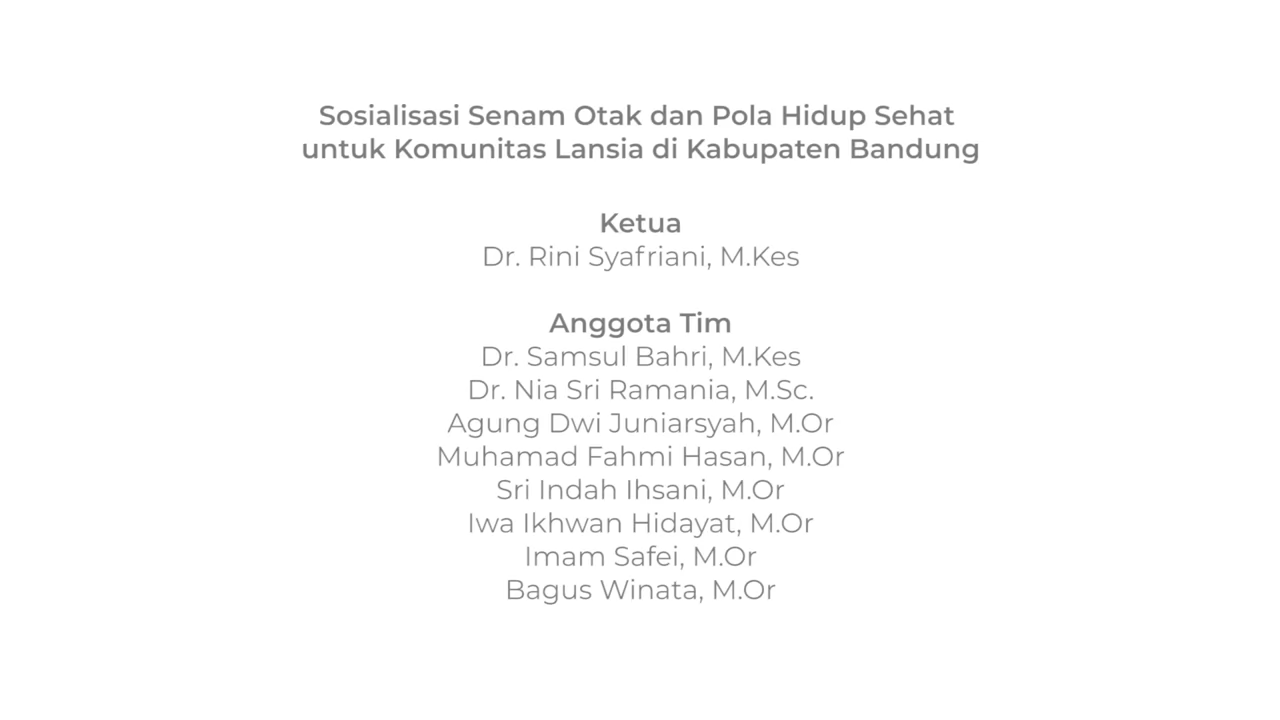 Sosialisasi Senam Otak dan Pola Hidup Sehat
untuk Komunitas Lansia di Kabupaten Bandung
Ketua
Dr. Rini Syafriani, M.Kes
Anggota Tim
Dr. Samsul Bahri, M.Kes
Dr. Nia Sri Ramania, M.Sc.
Agung Dwi Juniarsyah, M.Or
Muhamad Fahmi Hasan, M.Or
Sri Indah Ihsani, M.Or
Iwa Ikhwan Hidayat, M.Or
Imam Safei, M.Or
Bagus Winata, M.Or